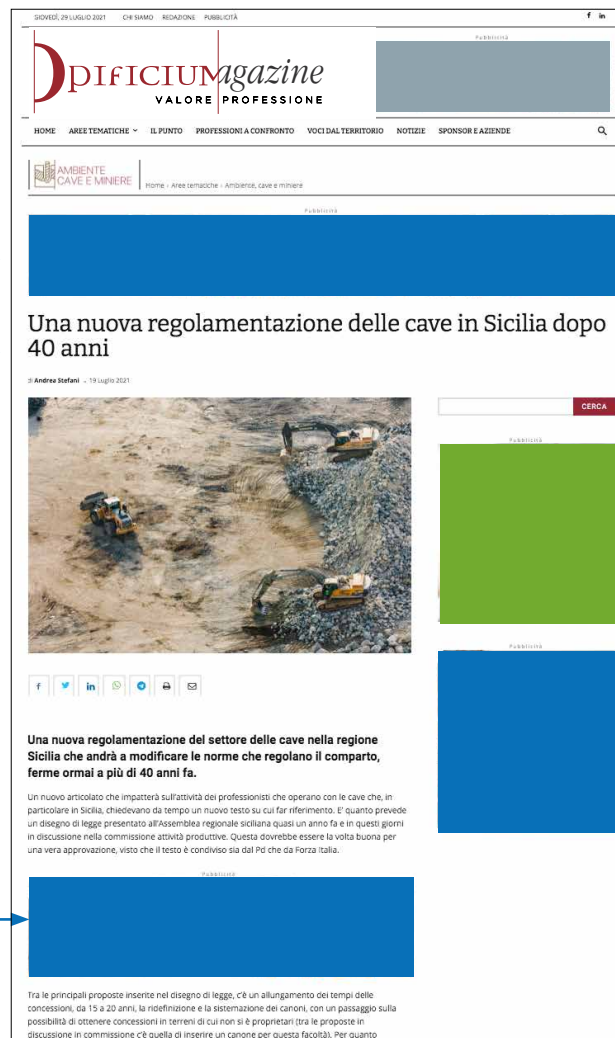 GIOVEDÌ, 29 LUGLIO 2021 CHI SIAMO REDAZIONE PUBBLICITÀ
Pubblicità
OPIFICIUMagazine
VALORE PROFESSIONE
HOME AREE TEMATICHE IL PUNTO PROFESSIONI A CONFRONTO VOCI DAL TERRITORIO NOTIZIE SPONSOR E AZIENDE
AMBIENTE
CAVE E MINIERE
Home › Aree tematiche › Ambiente, cave e miniere
Pubblicità
Una nuova regolamentazione delle cave in Sicilia dopo
40 anni
di Andrea Stefani - 19 Luglio 2021
CERCA
Pubblicità
Pubblicità
Una nuova regolamentazione del settore delle cave nella regione
Sicilia che andrà a modificare le norme che regolano il comparto,
ferme ormai a più di 40 anni fa.
Un nuovo articolato che impatterà sull'attività dei professionisti che operano con le cave che, in
particolare in Sicilia, chiedevano da tempo un nuovo testo su cui far riferimento. E' quanto prevede
un disegno di legge presentato all'Assemblea regionale siciliana quasi un anno fa e in questi giorni
in discussione nella commissione attività produttive. Questa dovrebbe essere la volta buona per
una vera approvazione, visto che il testo è condiviso sia dal Pd che da Forza Italia.
Pubblicità
Tra le principali proposte inserite nel disegno di legge, c'è un allungamento dei tempi delle
concessioni, da 15 a 20 anni, la ridefinizione e la sistemazione dei canoni, con un passaggio sulla
possibilità di ottenere concessioni in terreni di cui non si è proprietari (tra le proposte in
discussione in commissione c'è quella di inserire un canone per questa facoltà). Per quanto